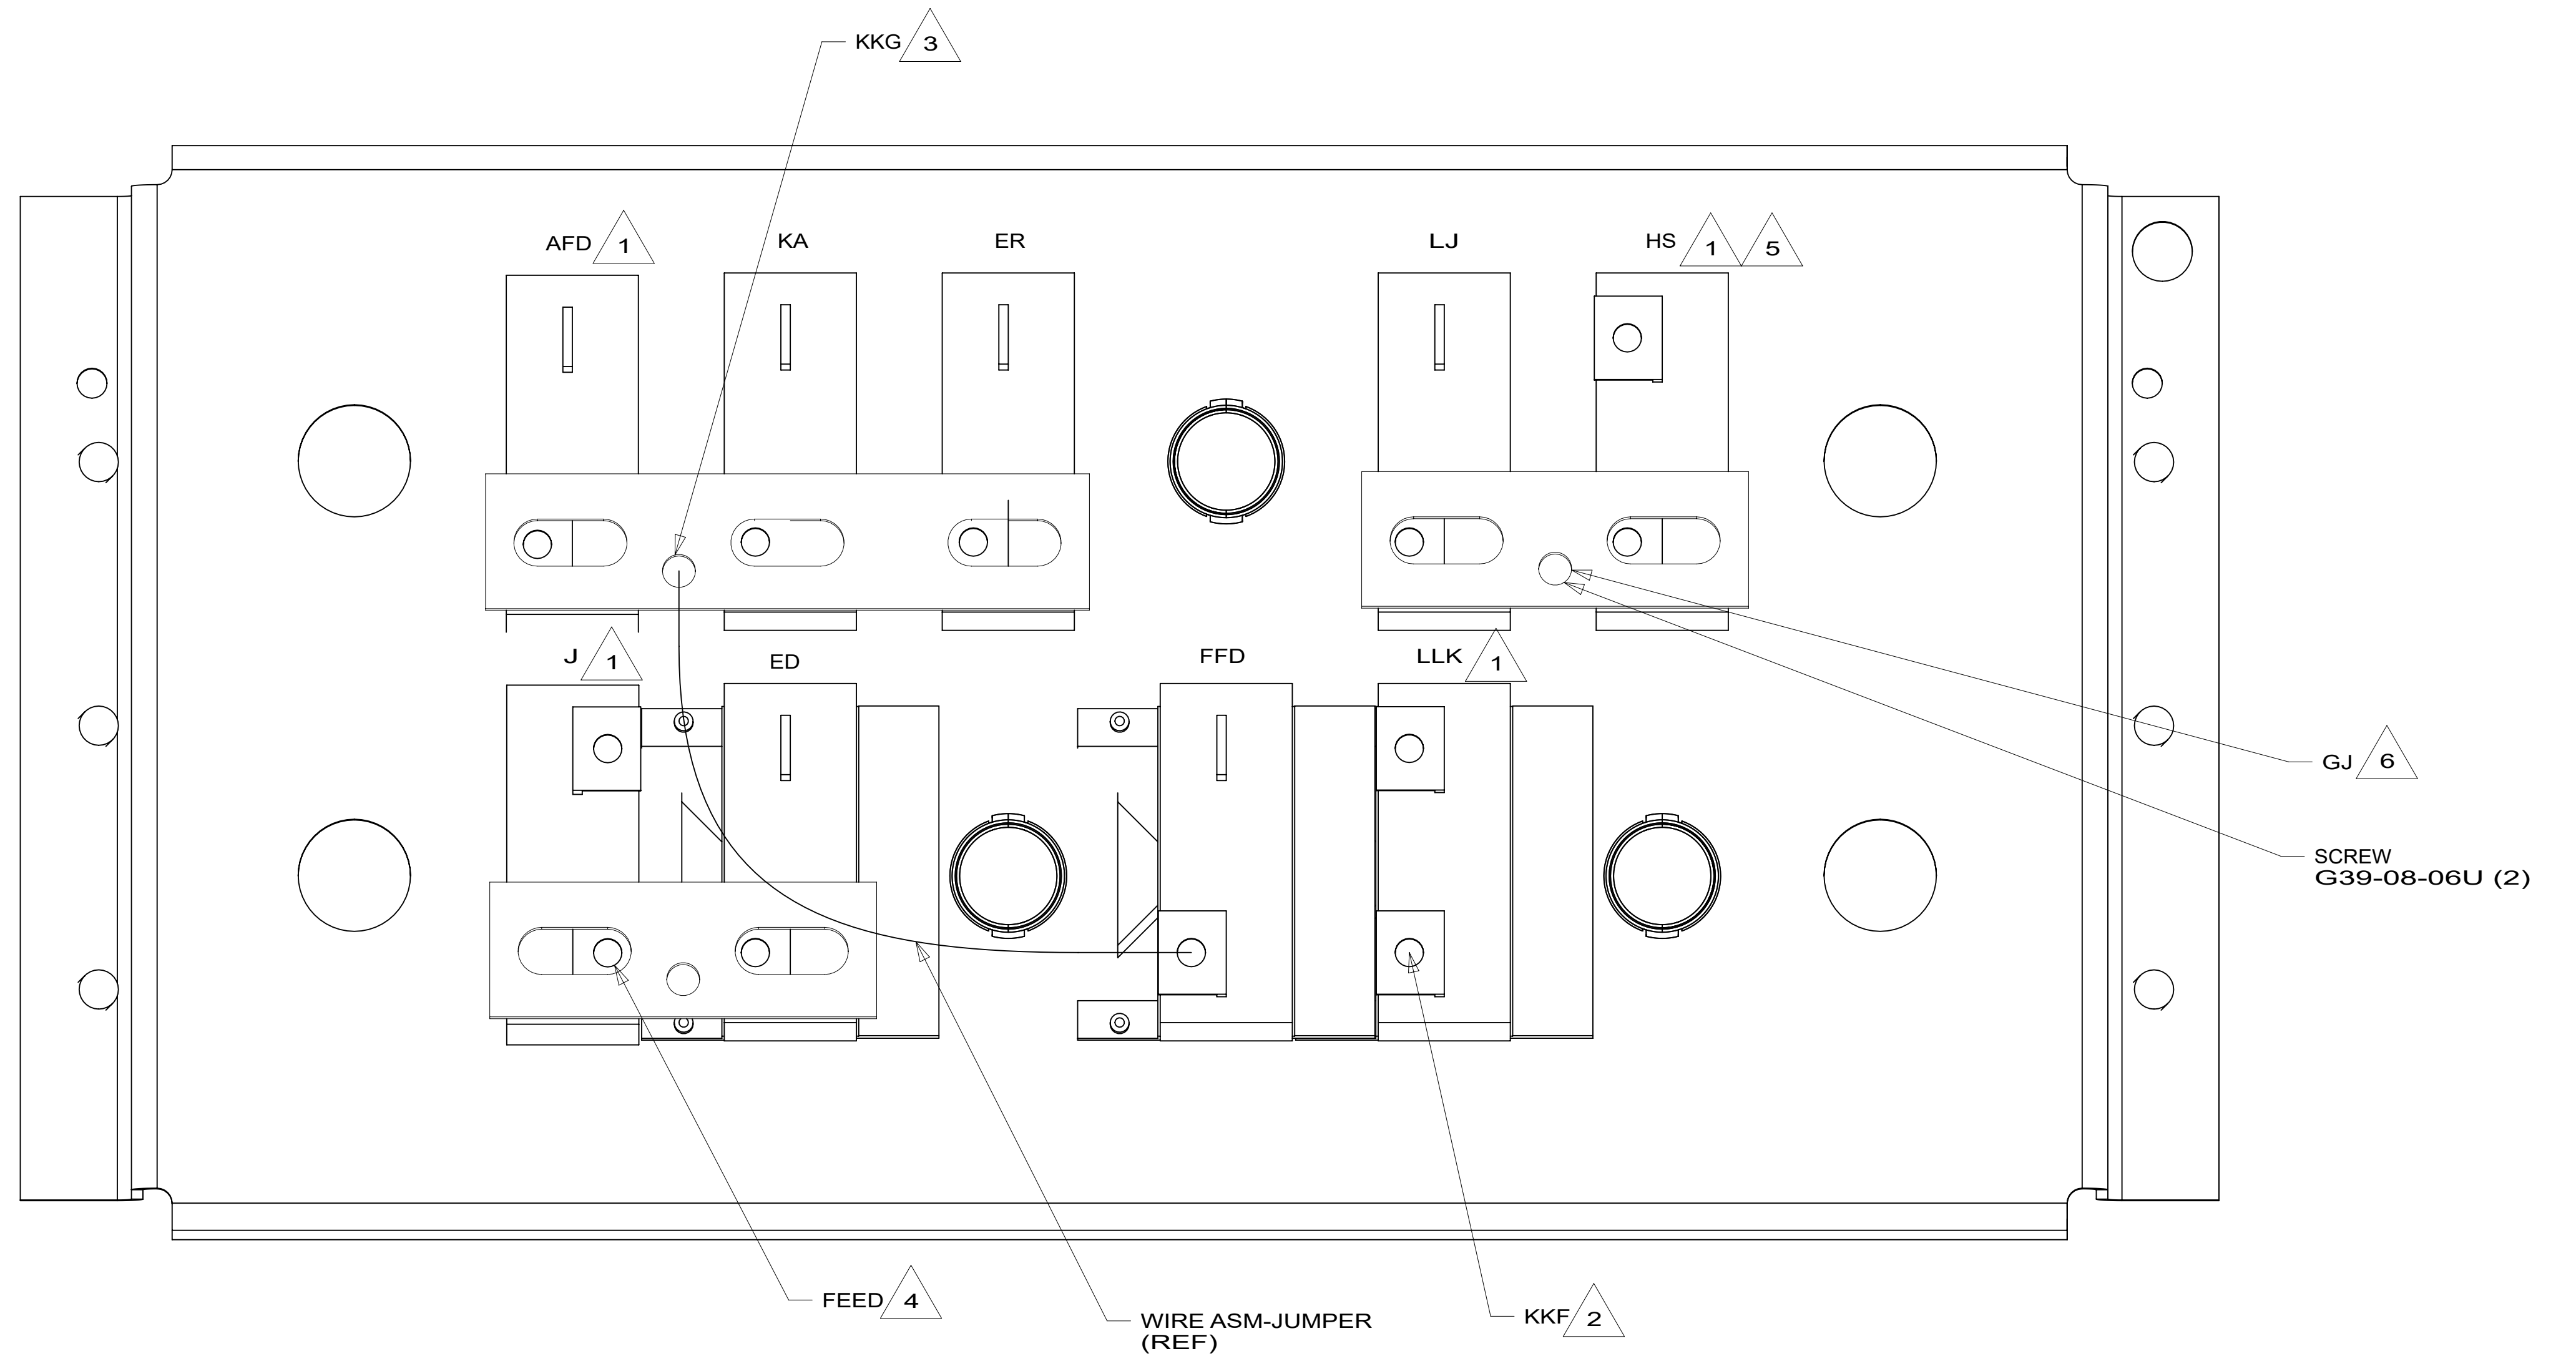 KKG 3
AFD 1
KA
ER
LJ
HS 1 5
J 1
ED
FFD
LLK 1
GJ 6
SCREW
G39-08-06U (2)
FEED 4
WIRE ASM-JUMPER
(REF)
KKF 2